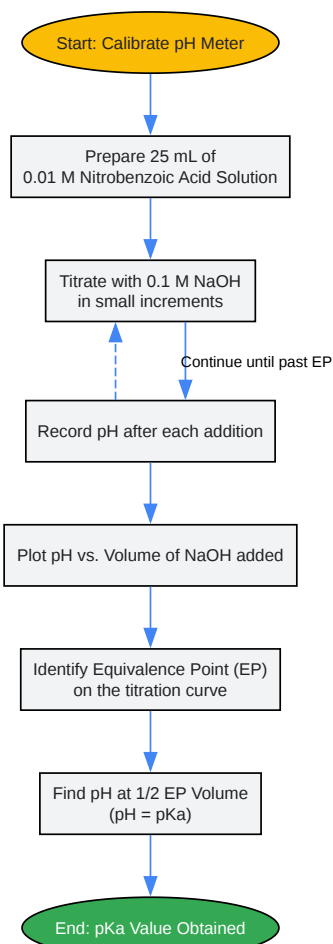 Start: Calibrate pH Meter
Prepare 25 mL of
0.01 M Nitrobenzoic Acid Solution
Titrate with 0.1 M NaOH
in small increments
Continue until past EP
Record pH after each addition
Plot pH vs. Volume of NaOH added
Identify Equivalence Point (EP)
on the titration curve
Find pH at 1/2 EP Volume
(pH = pKa)
End: pKa Value Obtained